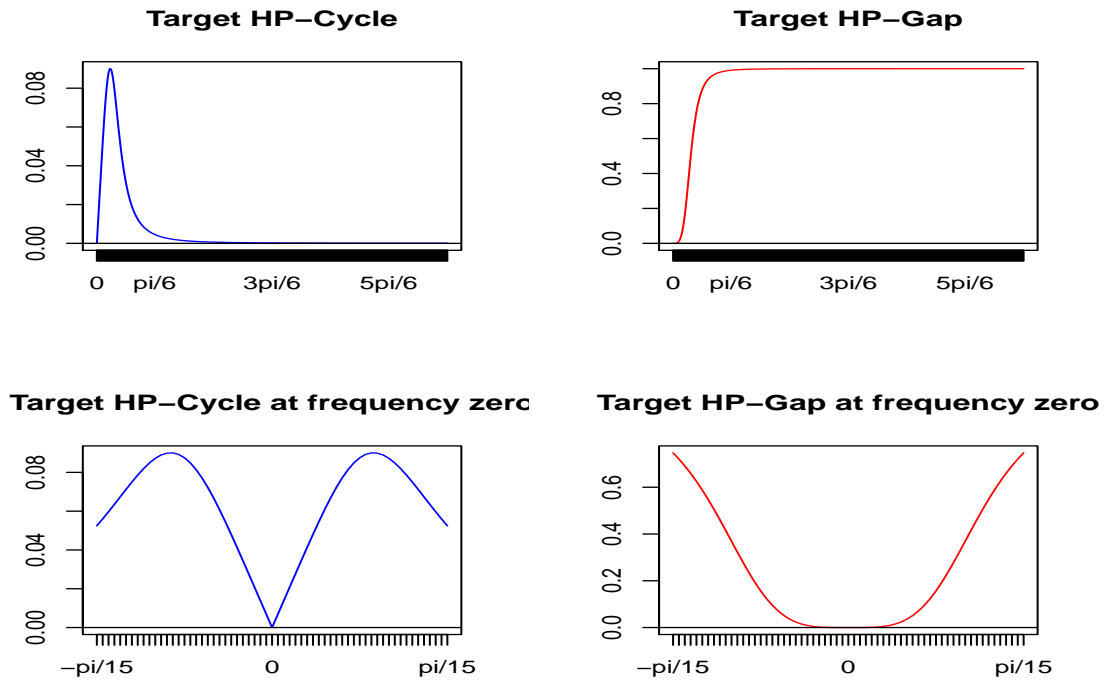 Target HP−Cycle
0.00 0.04 0.08
0 pi/6 3pi/6 5pi/6
Target HP−Gap
0.0 0.4 0.8
0 pi/6 3pi/6 5pi/6
Target HP−Cycle at frequency zero
0.00 0.04 0.08
−pi/15 0 pi/15
Target HP−Gap at frequency zero
0.0 0.2 0.4 0.6
−pi/15 0 pi/15